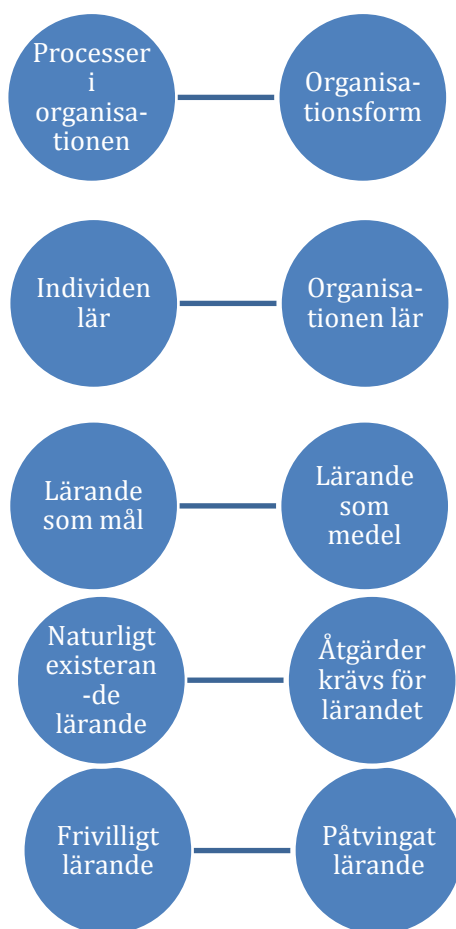 Processer
i
organisa-
tionen
Organisa-
tionsform
Individen
lär
Organisa-
tionen lär
Lärande
som mål
Lärande
som
medel
Naturligt
existeran
-de
lärande
Åtgärder
krävs för
lärandet
Frivilligt
lärande
Påtvingat
lärande